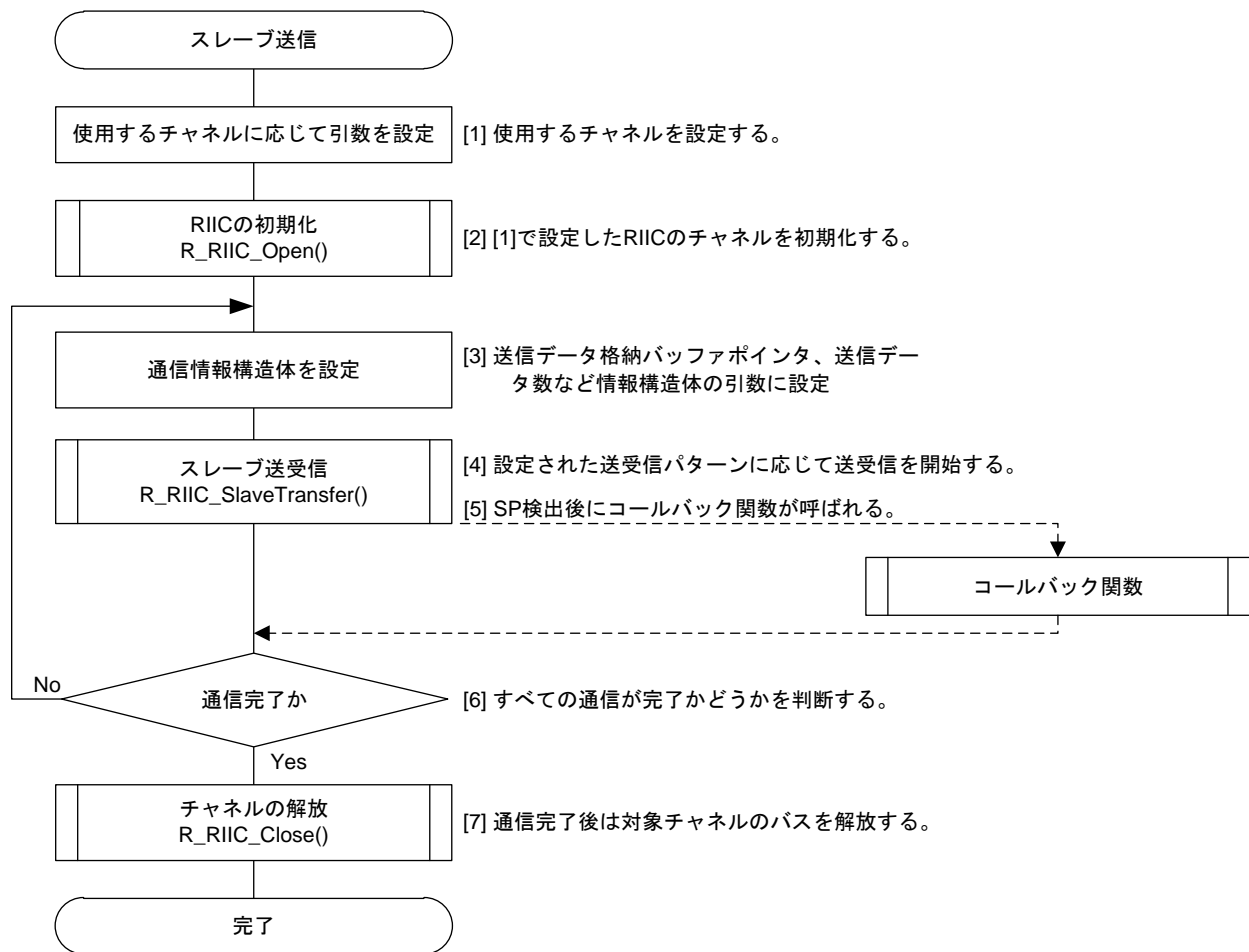 スレーブ送信
使用するチャネルに応じて引数を設定
[1] 使用するチャネルを設定する。
RIICの初期化
R_RIIC_Open()
[2] [1]で設定したRIICのチャネルを初期化する。
通信情報構造体を設定
[3] 送信データ格納バッファポインタ、送信デー
タ数など情報構造体の引数に設定
スレーブ送受信
R_RIIC_SlaveTransfer()
[4] 設定された送受信パターンに応じて送受信を開始する。
[5] SP検出後にコールバック関数が呼ばれる。
コールバック関数
No
通信完了か
[6] すべての通信が完了かどうかを判断する。
Yes
チャネルの解放
R_RIIC_Close()
[7] 通信完了後は対象チャネルのバスを解放する。
完了